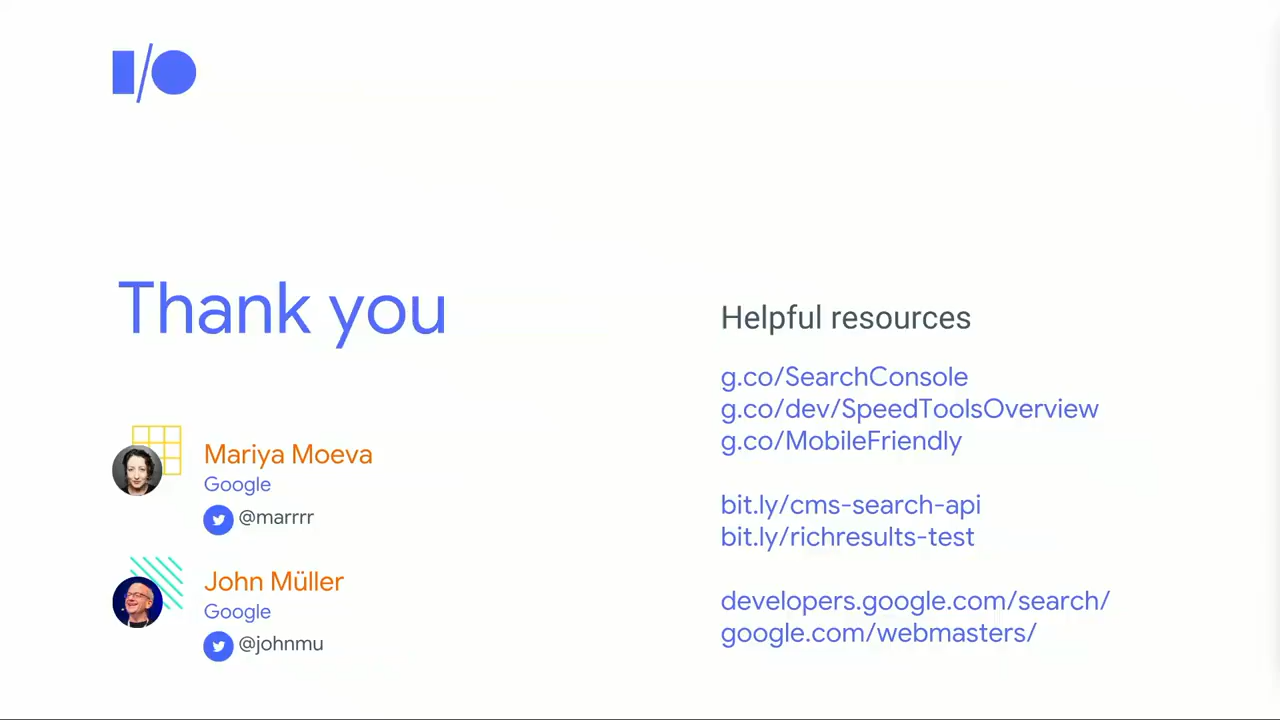 I/O
Thank you
Mariya Moeva
Google
@marrrr
John Müller
Google
@johnmu
Helpful resources
g.co/SearchConsole
g.co/dev/SpeedToolsOverview
g.co/MobileFriendly
bit.ly/cms-search-api
bit.ly/richresults-test
developers.google.com/search/
google.com/webmasters/